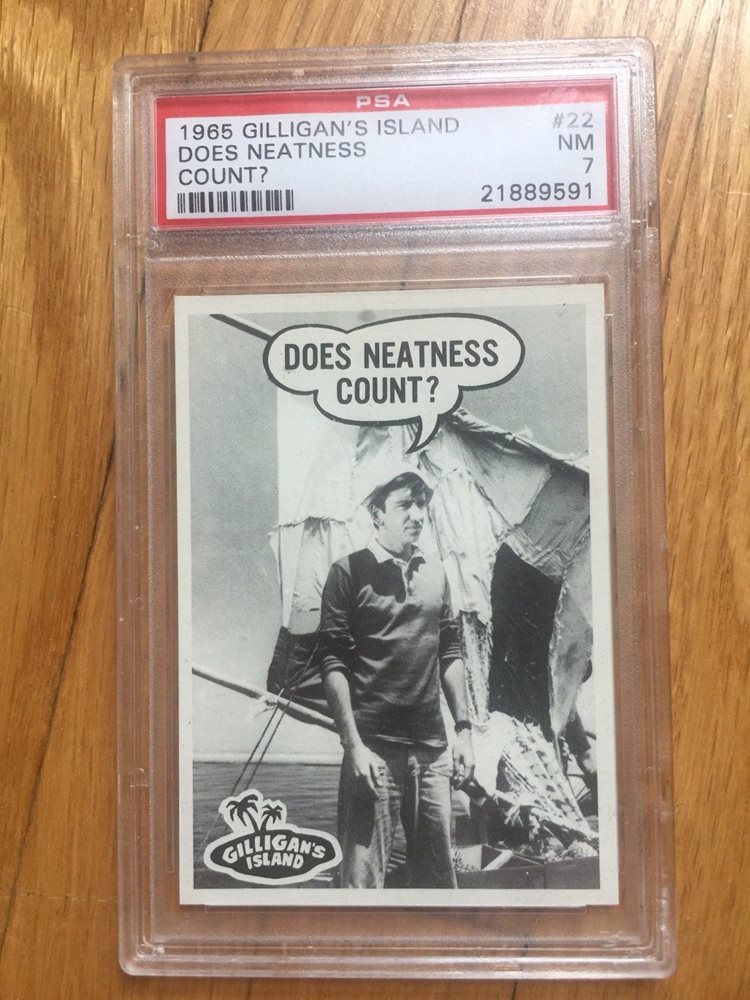 PSA
1965 GILLIGAN'S ISLAND #22
DOES NEATNESS NM
COUNT? 7
21889591
DOES NEATNESS
COUNT?
GILLIGAN'S
ISLAND